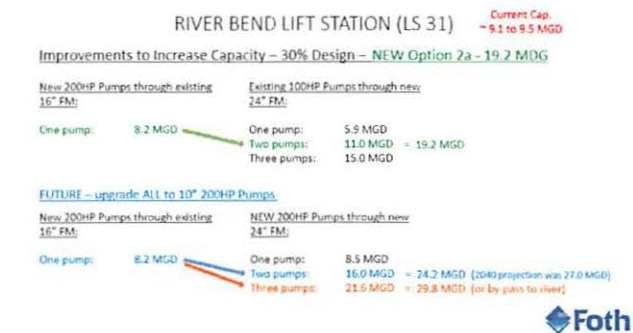 RIVER BEND LIFT STATION (LS 31)
Current Cap.
~ 9.1 to 9.5 MGD
Improvements to Increase Capacity – 30% Design – NEW Option 2a - 19.2 MDG
New 200HP Pumps through existing
16" FM:
Existing 100HP Pumps through new
24" FM:
One pump: 8.2 MGD
One pump: 5.9 MGD
Two pumps: 11.0 MGD = 19.2 MGD
Three pumps: 15.0 MGD
FUTURE – upgrade ALL to 10" 200HP Pumps
New 200HP Pumps through existing
16" FM:
NEW 200HP Pumps through new
24" FM:
One pump: 8.2 MGD
One pump: 8.5 MGD
Two pumps: 16.0 MGD = 24.2 MGD (2040 projection was 27.0 MGD)
Three pumps: 21.6 MGD = 29.8 MGD (or by-pass to river)
Foth